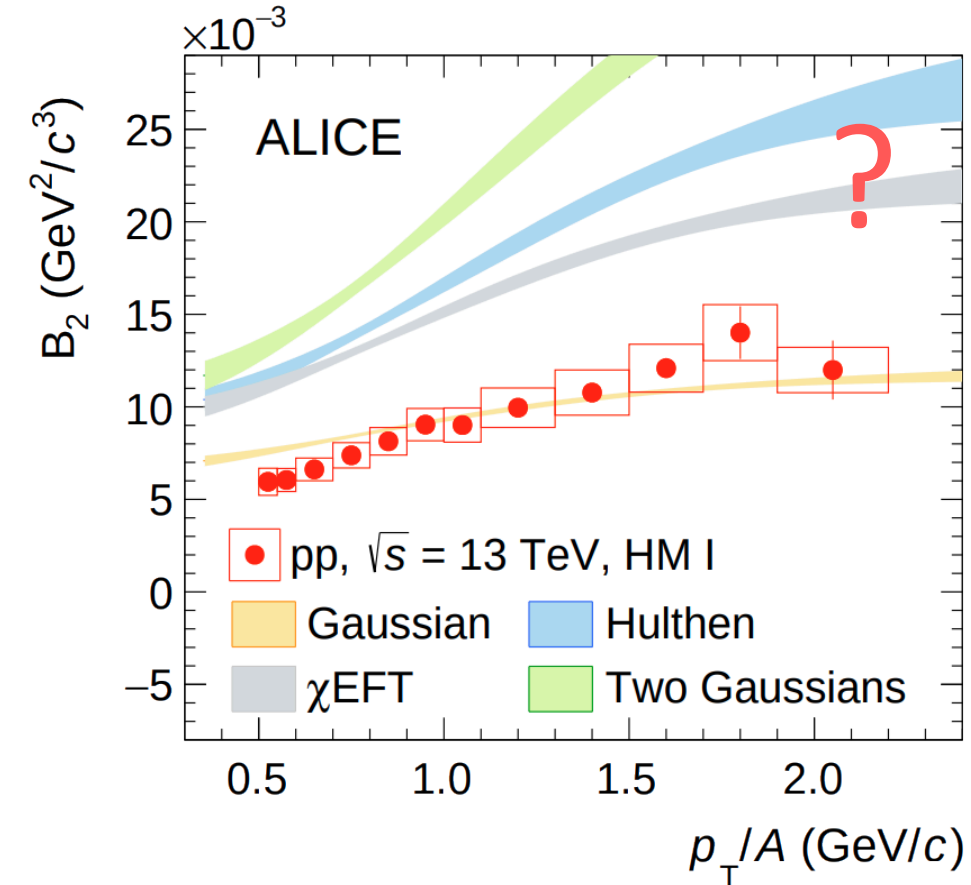 ×10⁻³
ALICE
B₂ (GeV²/c³)
25
20
15
10
5
0
−5
?
pp, √s = 13 TeV, HM I
Gaussian
Hulthen
χEFT
Two Gaussians
0.5
1.0
1.5
2.0
p_T/A (GeV/c)